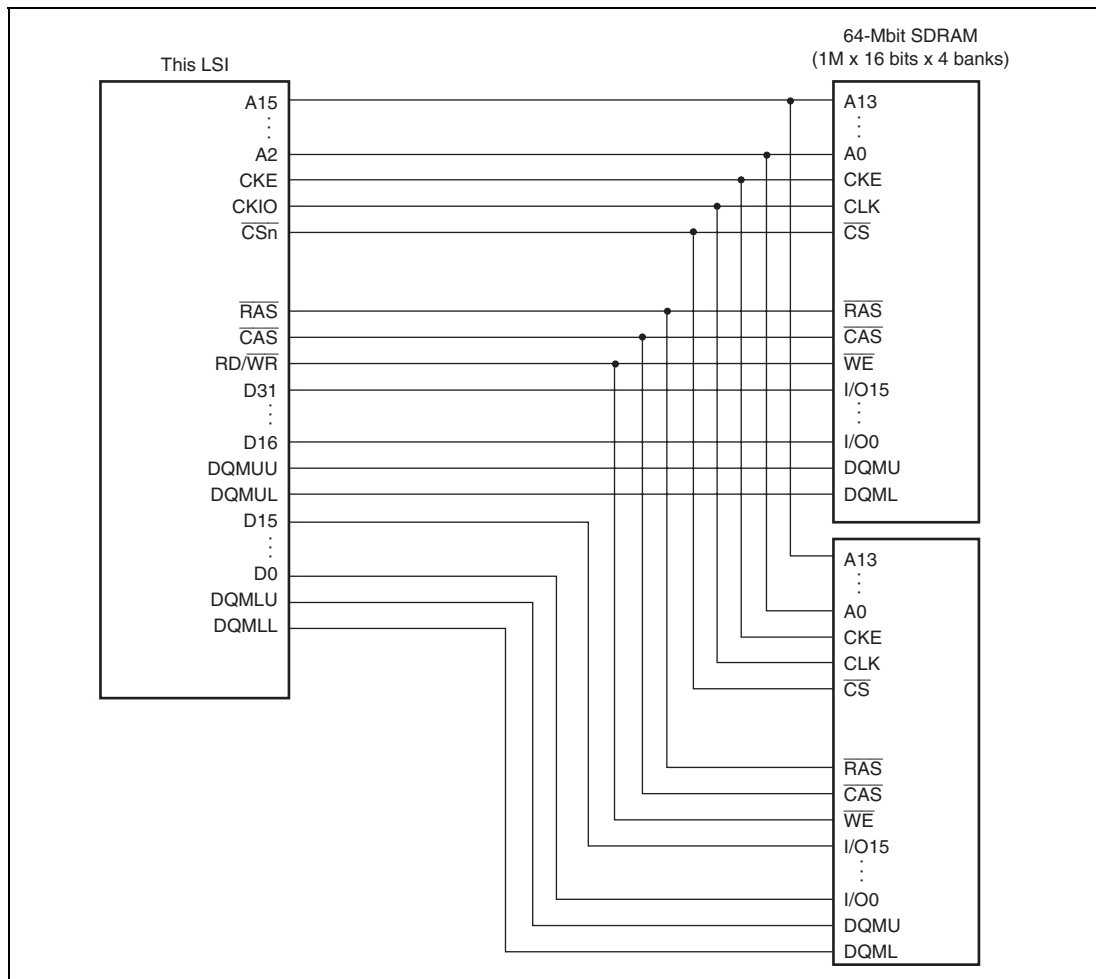 This LSI
A15
A2
CKE
CKIO
CSn
RAS
CAS
RD/WR
D31
D16
DQMUU
DQMUL
D15
D0
DQMLU
DQMLL
64-Mbit SDRAM
(1M x 16 bits x 4 banks)
A13
A0
CKE
CLK
CS
RAS
CAS
WE
I/O15
I/O0
DQMU
DQML
A13
A0
CKE
CLK
CS
RAS
CAS
WE
I/O15
I/O0
DQMU
DQML